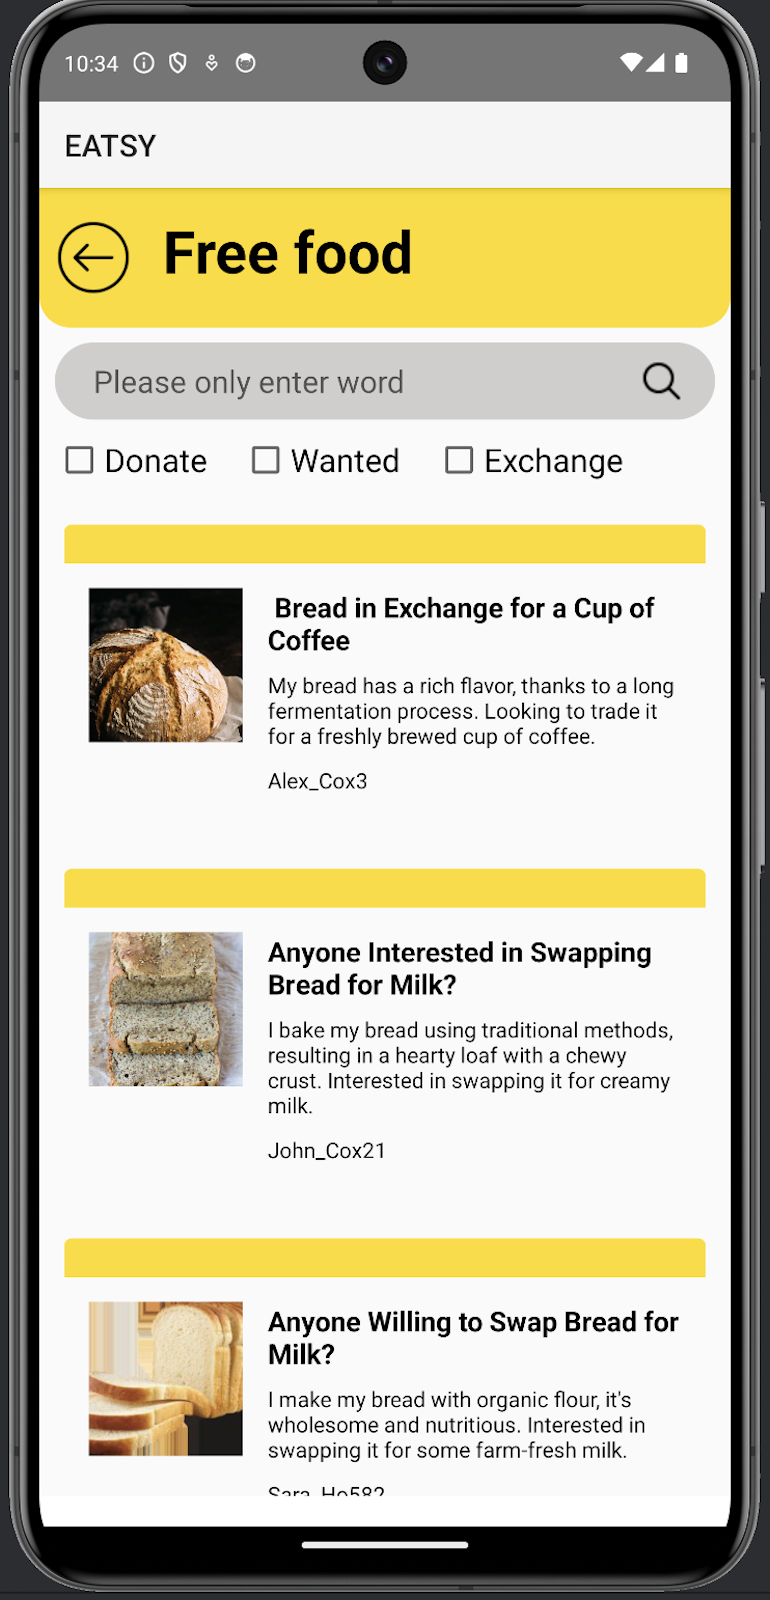 10:34
EATSY
Free food
Please only enter word
Donate Wanted Exchange
Bread in Exchange for a Cup of
Coffee
My bread has a rich flavor, thanks to a long
fermentation process. Looking to trade it
for a freshly brewed cup of coffee.
Alex_Cox3
Anyone Interested in Swapping
Bread for Milk?
I bake my bread using traditional methods,
resulting in a hearty loaf with a chewy
crust. Interested in swapping it for creamy
milk.
John_Cox21
Anyone Willing to Swap Bread for
Milk?
I make my bread with organic flour, it's
wholesome and nutritious. Interested in
swapping it for some farm-fresh milk.
Sara_Ho582